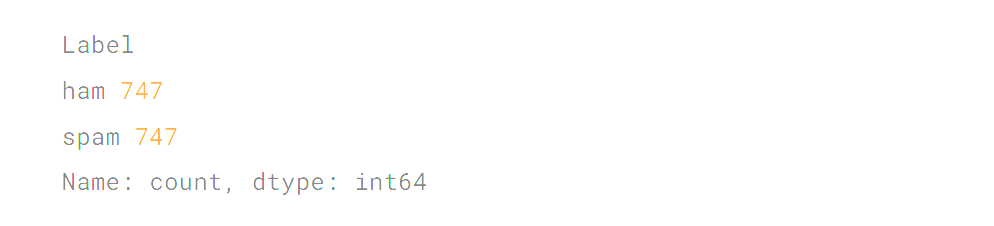 Label
ham 747
spam 747
Name: count, dtype: int64